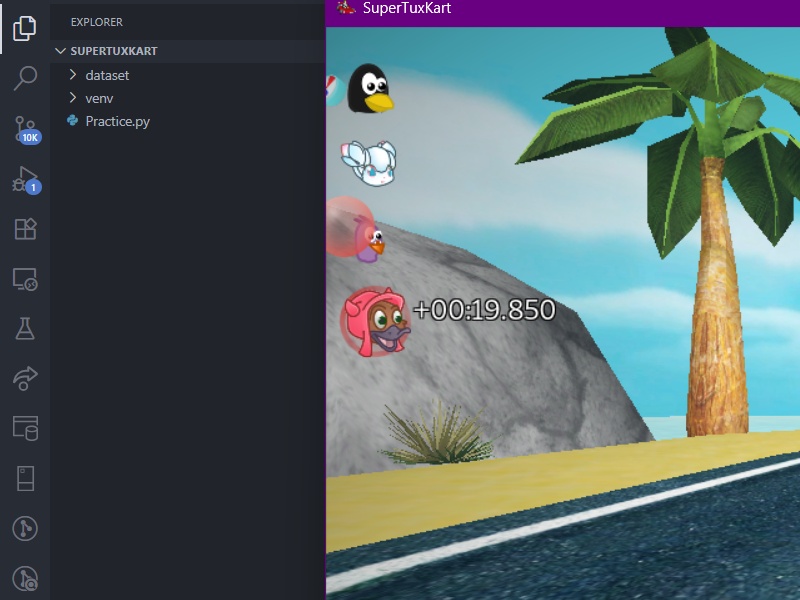 EXPLORER
SUPERTUXKART
dataset
venv
Practice.py
10K
1
SuperTuxKart
+00:19.850